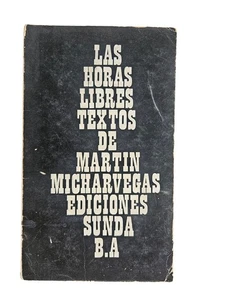 LAS
HORAS
LIBRES
TEXTOS
DE
MARTIN
MICHARVEGAS
EDICIONES
SUNDA
B.A